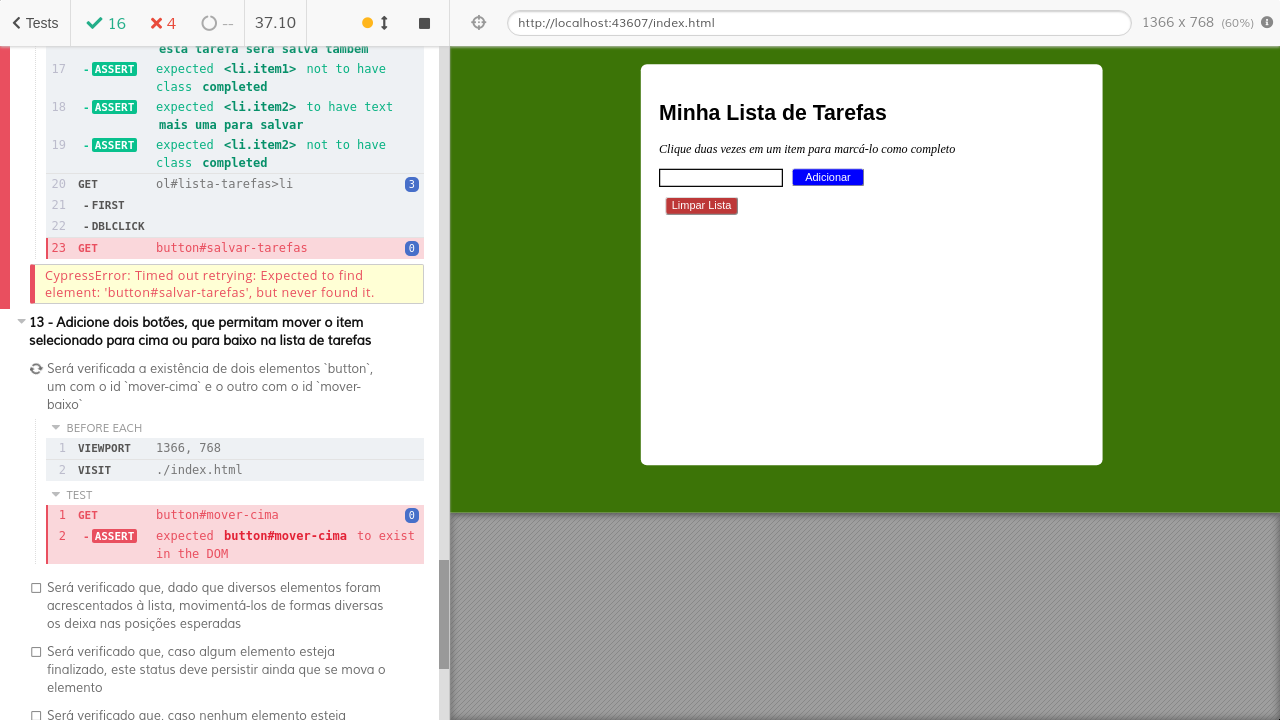 Tests
16
4
--
37.10
http://localhost:43607/index.html
1366 x 768 (60%)
esta tarefa será salva também
17 -ASSERT expected <li.item1> not to have
class completed
18 -ASSERT expected <li.item2> to have text
mais uma para salvar
19 -ASSERT expected <li.item2> not to have
class completed
20 GET ol#lista-tarefas>li 3
21 -FIRST
22 -DBLCLICK
23 GET button#salvar-tarefas 0
CypressError: Timed out retrying: Expected to find
element: 'button#salvar-tarefas', but never found it.
13 - Adicione dois botões, que permitam mover o item
selecionado para cima ou para baixo na lista de tarefas
Será verificada a existência de dois elementos `button`,
um com o id `mover-cima` e o outro com o id `mover-
baixo`
BEFORE EACH
1 VIEWPORT 1366, 768
2 VISIT ./index.html
TEST
1 GET button#mover-cima 0
2 -ASSERT expected button#mover-cima to exist
in the DOM
Será verificado que, dado que diversos elementos foram
acrescentados à lista, movimentá-los de formas diversas
os deixa nas posições esperadas
Será verificado que, caso algum elemento esteja
finalizado, este status deve persistir ainda que se mova o
elemento
Será verificado que, caso nenhum elemento esteja
Minha Lista de Tarefas
Clique duas vezes em um item para marcá-lo como completo
Adicionar
Limpar Lista